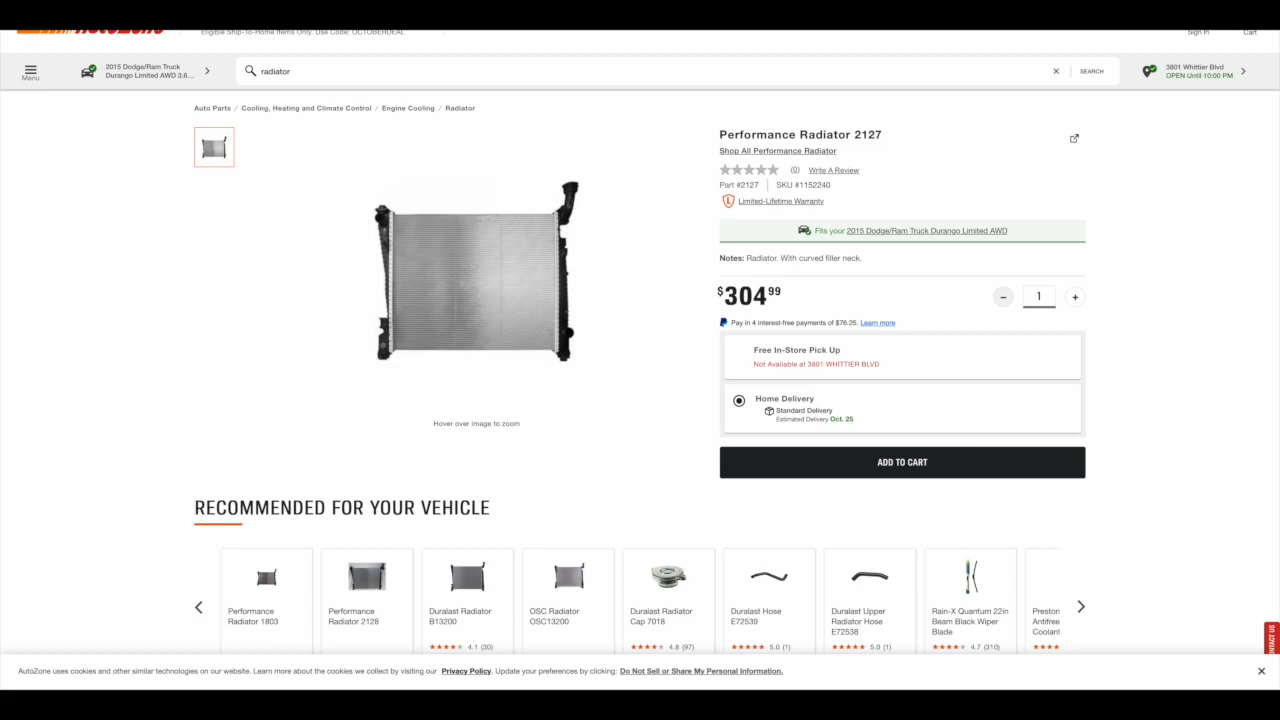 AutoZone
Eligible Ship-To-Home Items Only. Use Code: OCTOBERDEAL
Sign In
Cart
Menu
2015 Dodge/Ram Truck
Durango Limited AWD 3.6...
radiator
SEARCH
3801 Whittier Blvd
OPEN Until 10:00 PM
Auto Parts / Cooling, Heating and Climate Control / Engine Cooling / Radiator
Performance Radiator 2127
Shop All Performance Radiator
(0) Write A Review
Part #2127 | SKU #1152240
Limited-Lifetime Warranty
Fits your 2015 Dodge/Ram Truck Durango Limited AWD
Notes: Radiator. With curved filler neck.
$304 99
− 1 +
Pay in 4 interest-free payments of $76.25. Learn more
Free In-Store Pick Up
Not Available at 3801 WHITTIER BLVD
Home Delivery
Standard Delivery
Estimated Delivery Oct. 25
ADD TO CART
Hover over image to zoom
RECOMMENDED FOR YOUR VEHICLE
Performance
Radiator 1803
Performance
Radiator 2128
Duralast Radiator
B13200
4.1 (30)
OSC Radiator
OSC13200
Duralast Radiator
Cap 7018
4.8 (97)
Duralast Hose
E72539
5.0 (1)
Duralast Upper
Radiator Hose
E72538
5.0 (1)
Rain-X Quantum 22in
Beam Black Wiper
Blade
4.7 (310)
Preston
Antifree
Coolant
CONTACT US
AutoZone uses cookies and other similar technologies on our website. Learn more about the cookies we collect by visiting our Privacy Policy. Update your preferences by clicking: Do Not Sell or Share My Personal Information.